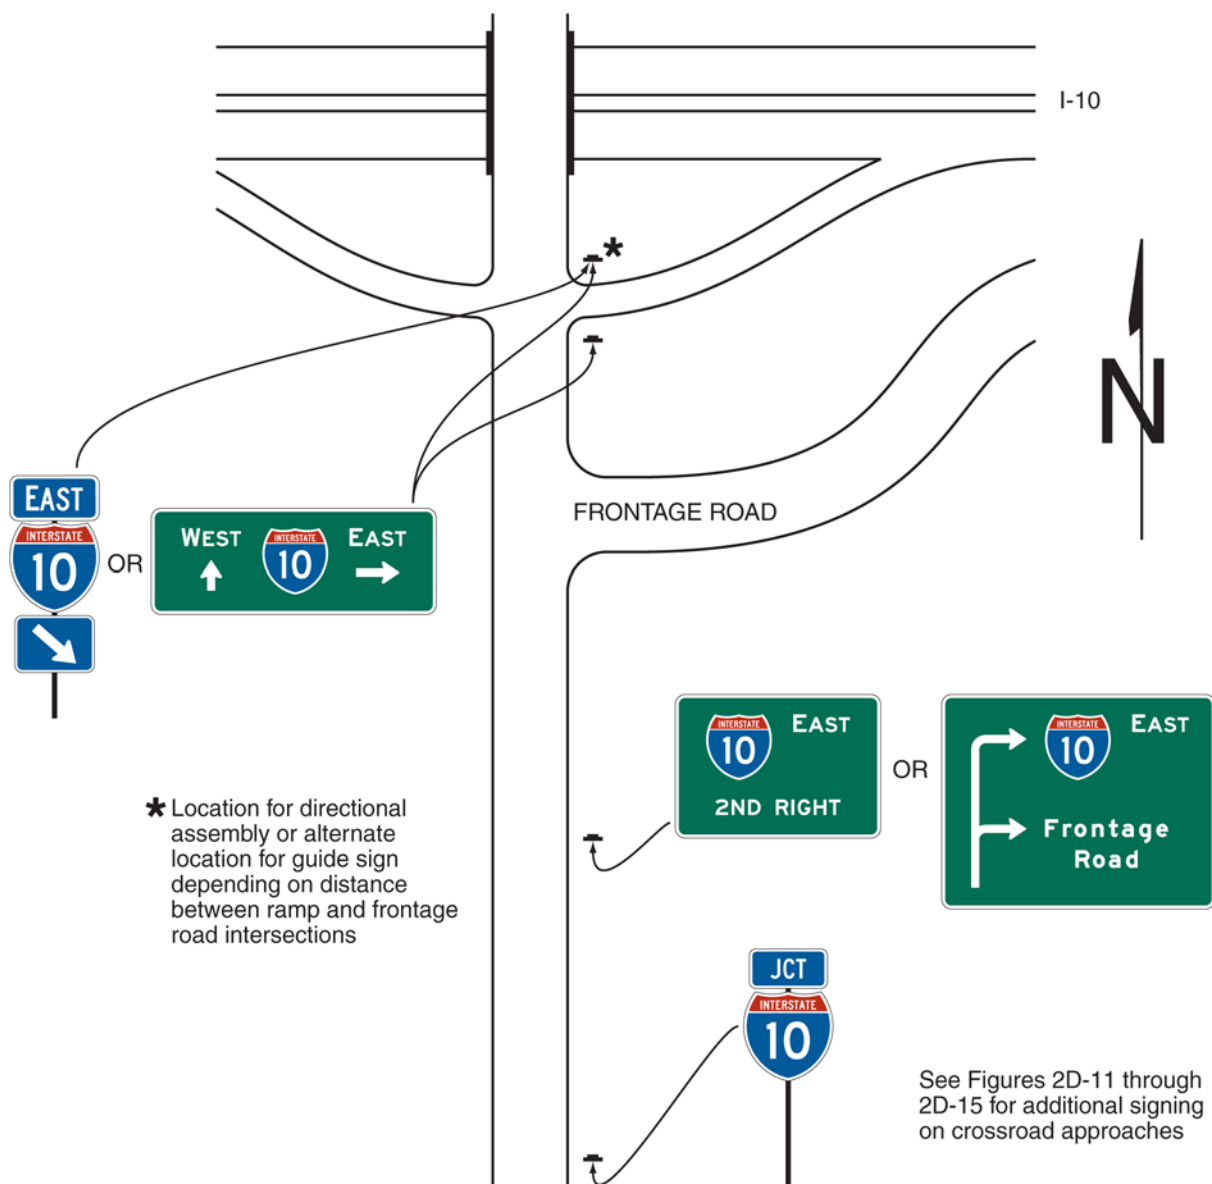 I-10
N
EAST
INTERSTATE
10
OR
WEST INTERSTATE 10 EAST
FRONTAGE ROAD
INTERSTATE 10 EAST
2ND RIGHT
OR
INTERSTATE 10 EAST
Frontage
Road
* Location for directional
assembly or alternate
location for guide sign
depending on distance
between ramp and frontage
road intersections
JCT
INTERSTATE
10
See Figures 2D-11 through
2D-15 for additional signing
on crossroad approaches